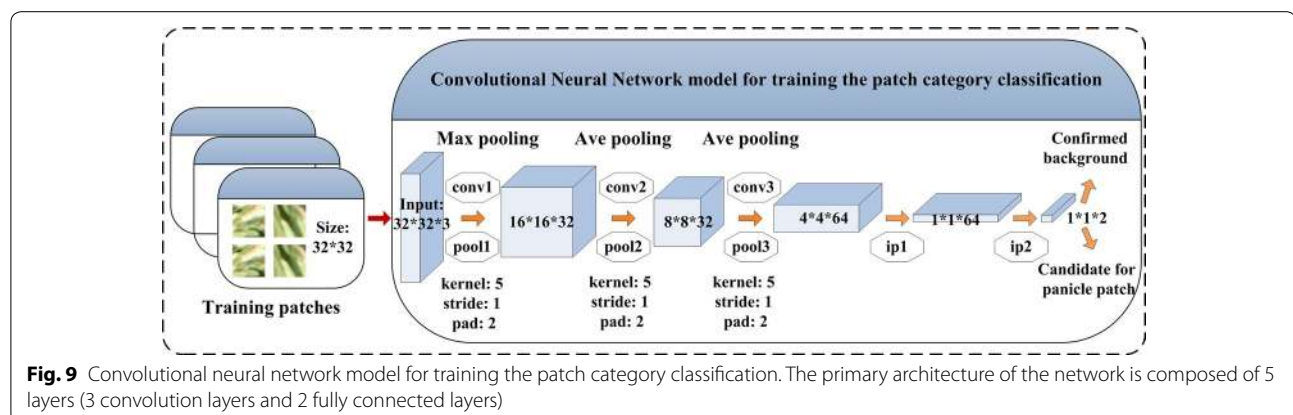 Convolutional Neural Network model for training the patch category classification
Max pooling
Ave pooling
Ave pooling
Confirmed
background
Size:
32*32
Training patches
Input:
32*32*3
conv1
pool1
kernel: 5
stride: 1
pad: 2
16*16*32
conv2
pool2
kernel: 5
stride: 1
pad: 2
8*8*32
conv3
pool3
kernel: 5
stride: 1
pad: 2
4*4*64
ip1
1*1*64
ip2
1*1*2
Candidate for
panicle patch
Fig. 9 Convolutional neural network model for training the patch category classification. The primary architecture of the network is composed of 5
layers (3 convolution layers and 2 fully connected layers)